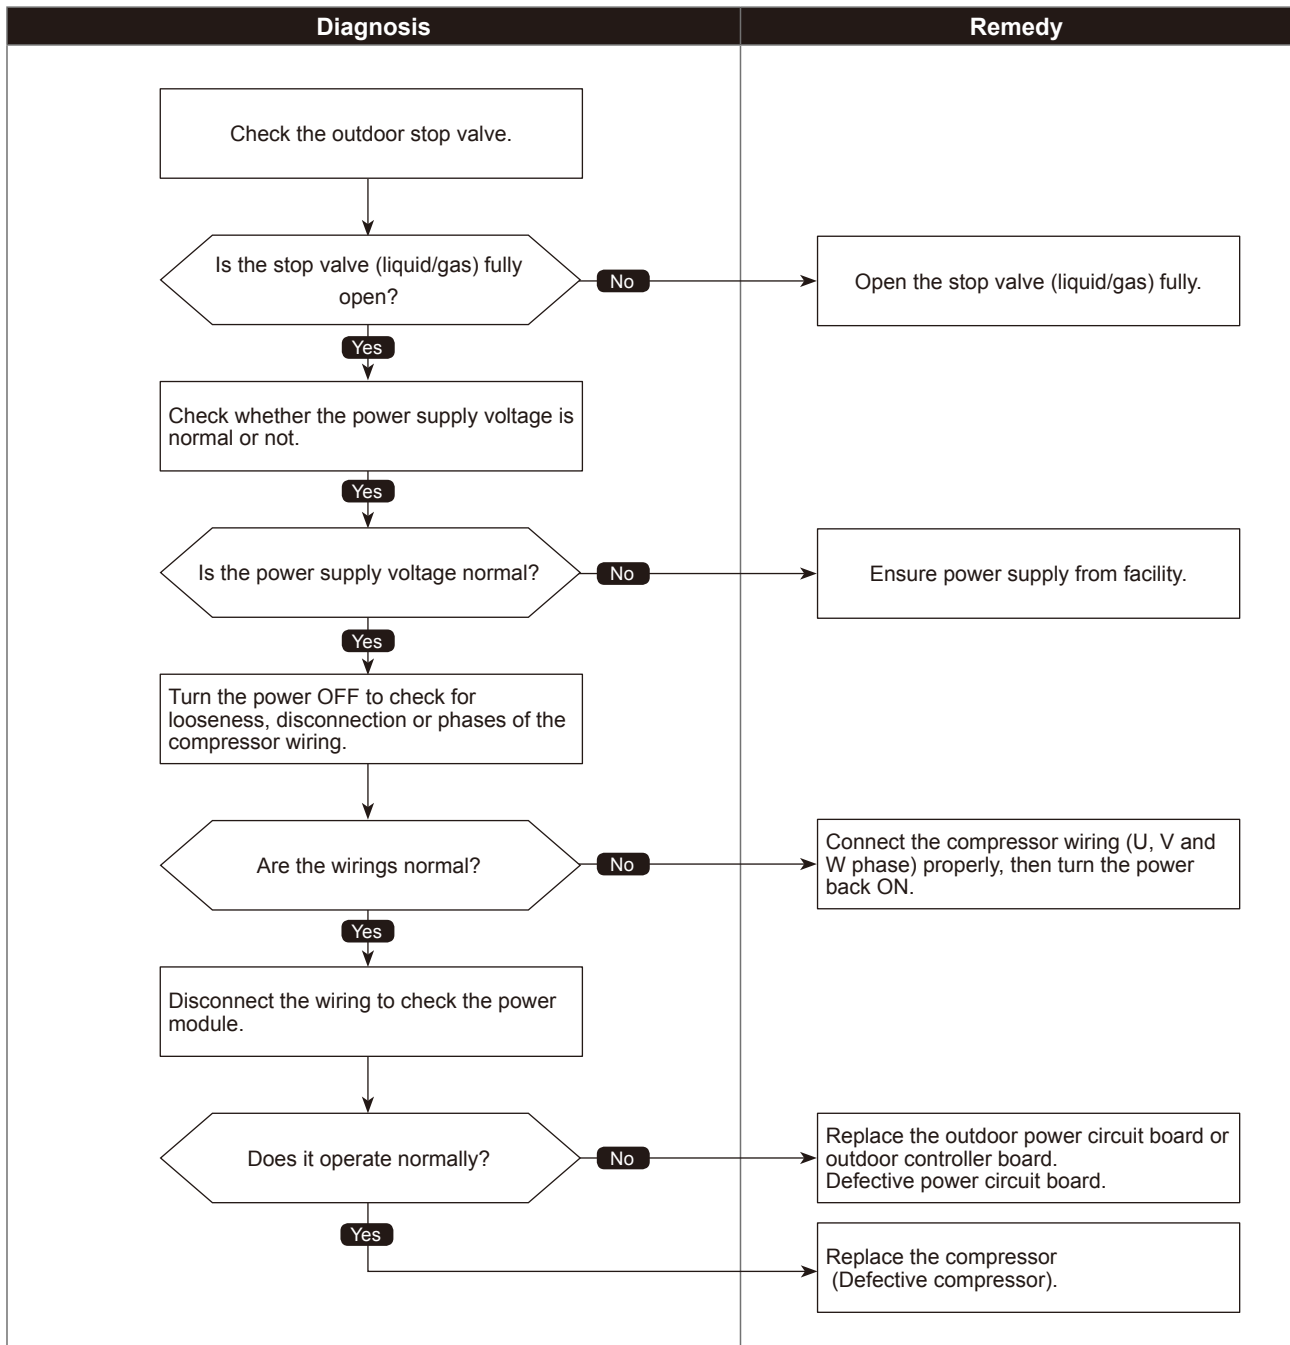 Diagnosis
Remedy
Check the outdoor stop valve.
Is the stop valve (liquid/gas) fully
open?
No
Open the stop valve (liquid/gas) fully.
Yes
Check whether the power supply voltage is
normal or not.
Yes
Is the power supply voltage normal?
No
Ensure power supply from facility.
Yes
Turn the power OFF to check for
looseness, disconnection or phases of the
compressor wiring.
Are the wirings normal?
No
Connect the compressor wiring (U, V and
W phase) properly, then turn the power
back ON.
Yes
Disconnect the wiring to check the power
module.
Does it operate normally?
No
Replace the outdoor power circuit board or
outdoor controller board.
Defective power circuit board.
Yes
Replace the compressor
(Defective compressor).